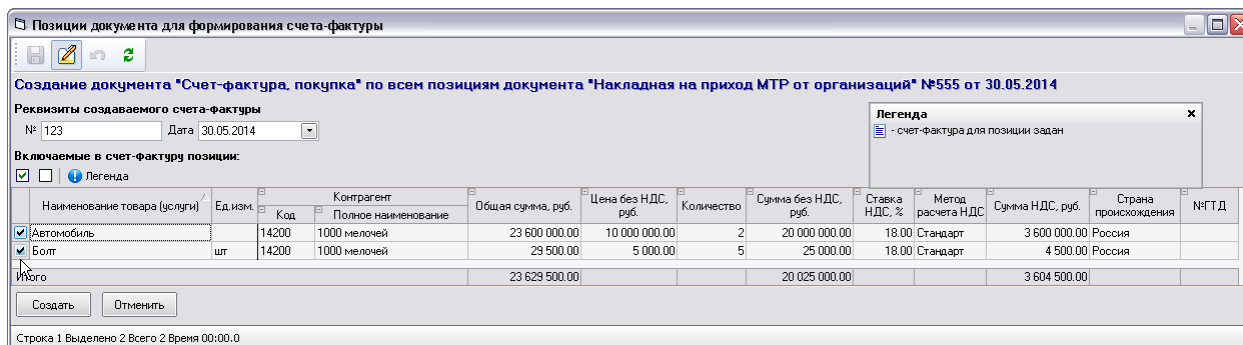 Позиции документа для формирования счета-фактуры
Создание документа "Счет-фактура, покупка" по всем позициям документа "Накладная на приход МТР от организаций" №555 от 30.05.2014
Реквизиты создаваемого счета-фактуры
№ 123 Дата 30.05.2014
Легенда
- счет-фактура для позиции задан
Включаемые в счет-фактуру позиции:
Легенда
Наименование товара (услуги) Ед.изм. Контрагент Код Полное наименование Общая сумма, руб. Цена без НДС, руб. Количество Сумма без НДС, руб. Ставка НДС, % Метод расчета НДС Сумма НДС, руб. Страна происхождения №ГТД
Автомобиль 14200 1000 мелочей 23 600 000.00 10 000 000.00 2 20 000 000.00 18.00 Стандарт 3 600 000.00 Россия
Болт шт 14200 1000 мелочей 29 500.00 5 000.00 5 25 000.00 18.00 Стандарт 4 500.00 Россия
Итого 23 629 500.00 20 025 000.00 3 604 500.00
Создать Отменить
Строка 1 Выделено 2 Всего 2 Время 00:00.0